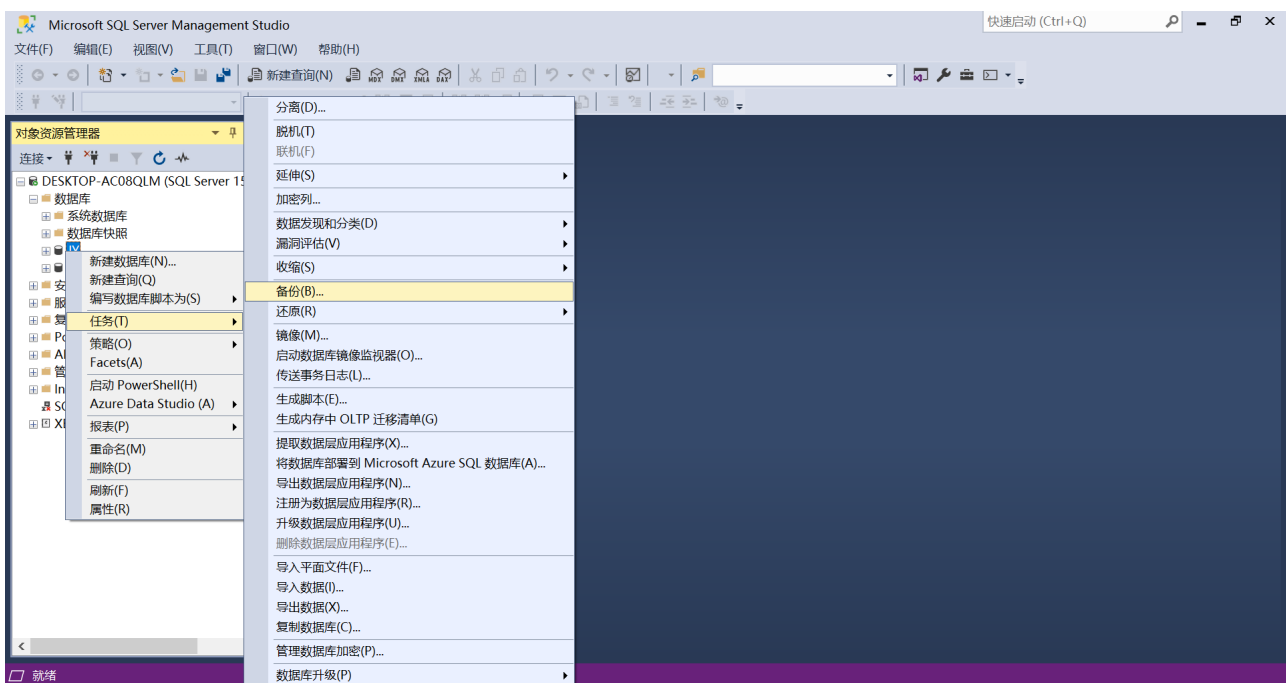 Microsoft SQL Server Management Studio
快速启动 (Ctrl+Q)
文件(F) 编辑(E) 视图(V) 工具(T) 窗口(W) 帮助(H)
新建查询(N)
MDX DMX XMLA DAX
对象资源管理器
连接
DESKTOP-AC08QLM (SQL Server 15
数据库
系统数据库
数据库快照
安
服
复
Po
管
In
XE
新建数据库(N)...
新建查询(Q)
编写数据库脚本为(S)
任务(T)
策略(O)
Facets(A)
启动 PowerShell(H)
Azure Data Studio (A)
报表(P)
重命名(M)
删除(D)
刷新(F)
属性(R)
分离(D)...
脱机(T)
联机(F)
延伸(S)
加密列...
数据发现和分类(D)
漏洞评估(V)
收缩(S)
备份(B)...
还原(R)
镜像(M)...
启动数据库镜像监视器(O)...
传送事务日志(L)...
生成脚本(E)...
生成内存中 OLTP 迁移清单(G)
提取数据层应用程序(X)...
将数据库部署到 Microsoft Azure SQL 数据库(A)...
导出数据层应用程序(N)...
注册为数据层应用程序(R)...
升级数据层应用程序(U)...
删除数据层应用程序(E)...
导入平面文件(F)...
导入数据(I)...
导出数据(X)...
复制数据库(C)...
管理数据库加密(P)...
数据库升级(P)
就绪